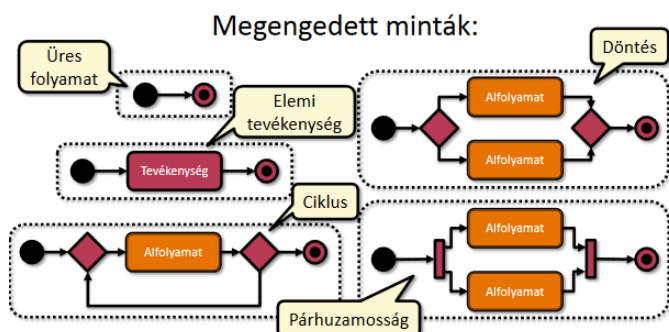 Megengedett minták:
Üres
folyamat
Elemi
tevékenység
Tevékenység
Ciklus
Alfolyamat
Döntés
Alfolyamat
Alfolyamat
Alfolyamat
Alfolyamat
Párhuzamosság